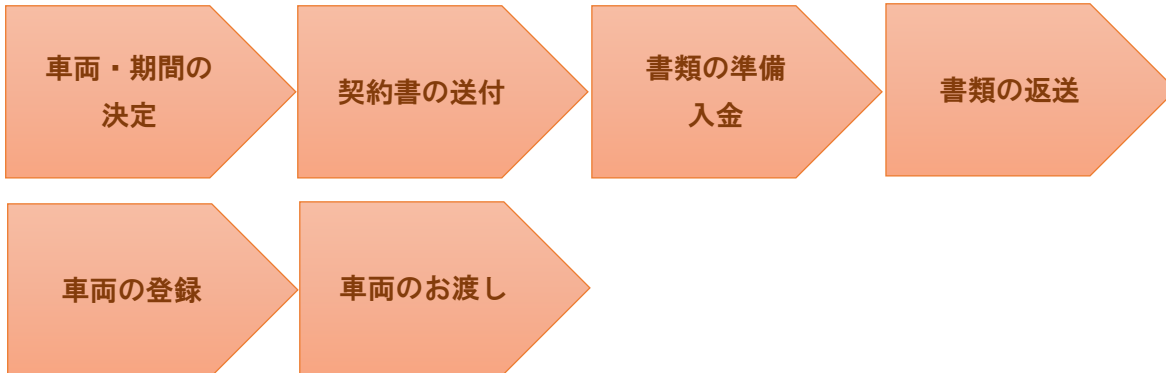 車両・期間の
決定
契約書の送付
書類の準備
入金
書類の返送
車両の登録
車両のお渡し